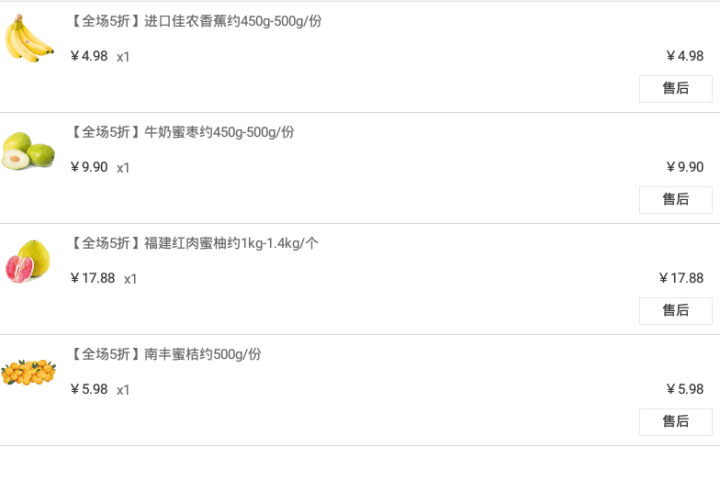 【全场5折】进口佳农香蕉约450g-500g/份
￥4.98 x1 ￥4.98
售后
【全场5折】牛奶蜜枣约450g-500g/份
￥9.90 x1 ￥9.90
售后
【全场5折】福建红肉蜜柚约1kg-1.4kg/个
￥17.88 x1 ￥17.88
售后
【全场5折】南丰蜜桔约500g/份
￥5.98 x1 ￥5.98
售后